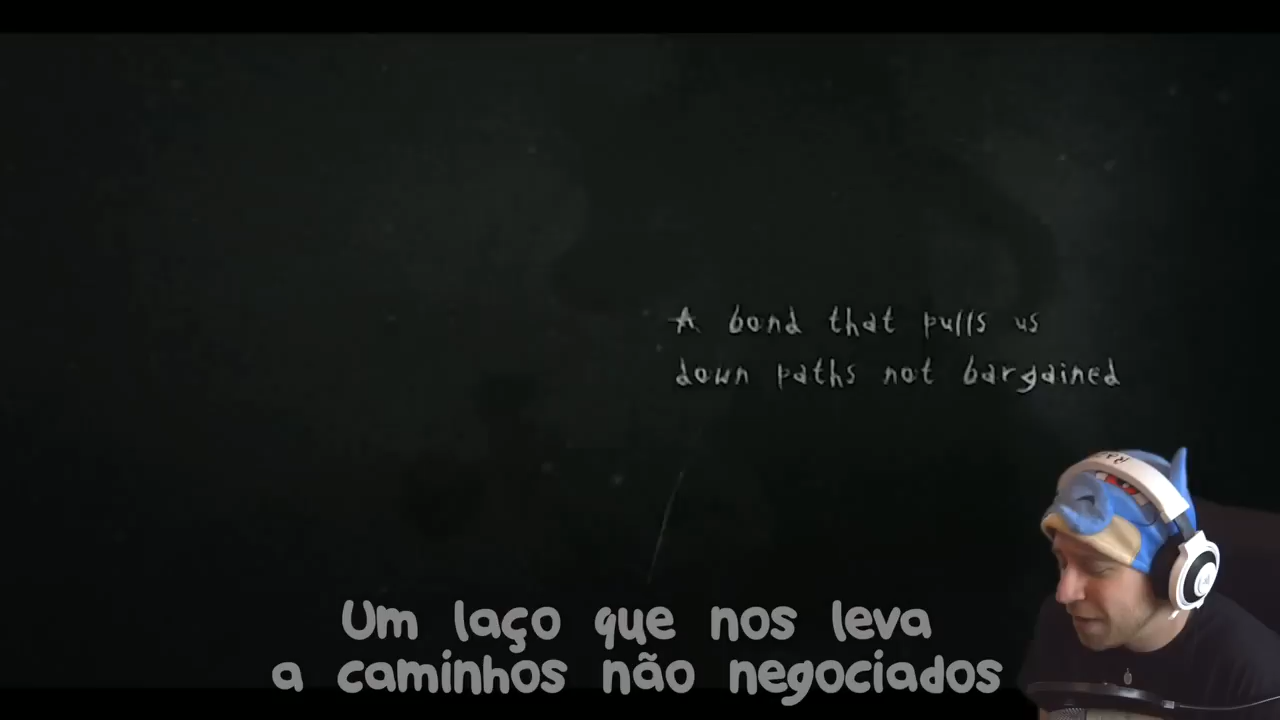 A bond that pulls us
down paths not bargained
Um laço que nos leva
a caminhos não negociados